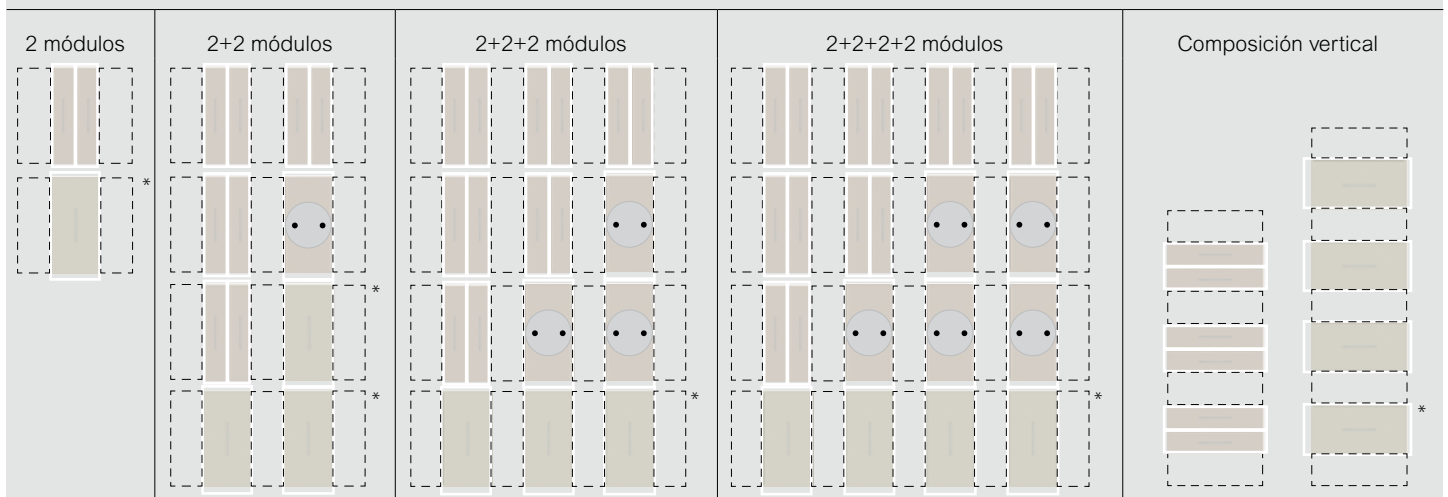 2 módulos
2+2 módulos
2+2+2 módulos
2+2+2+2 módulos
Composición vertical
*
*
*
*
*
*